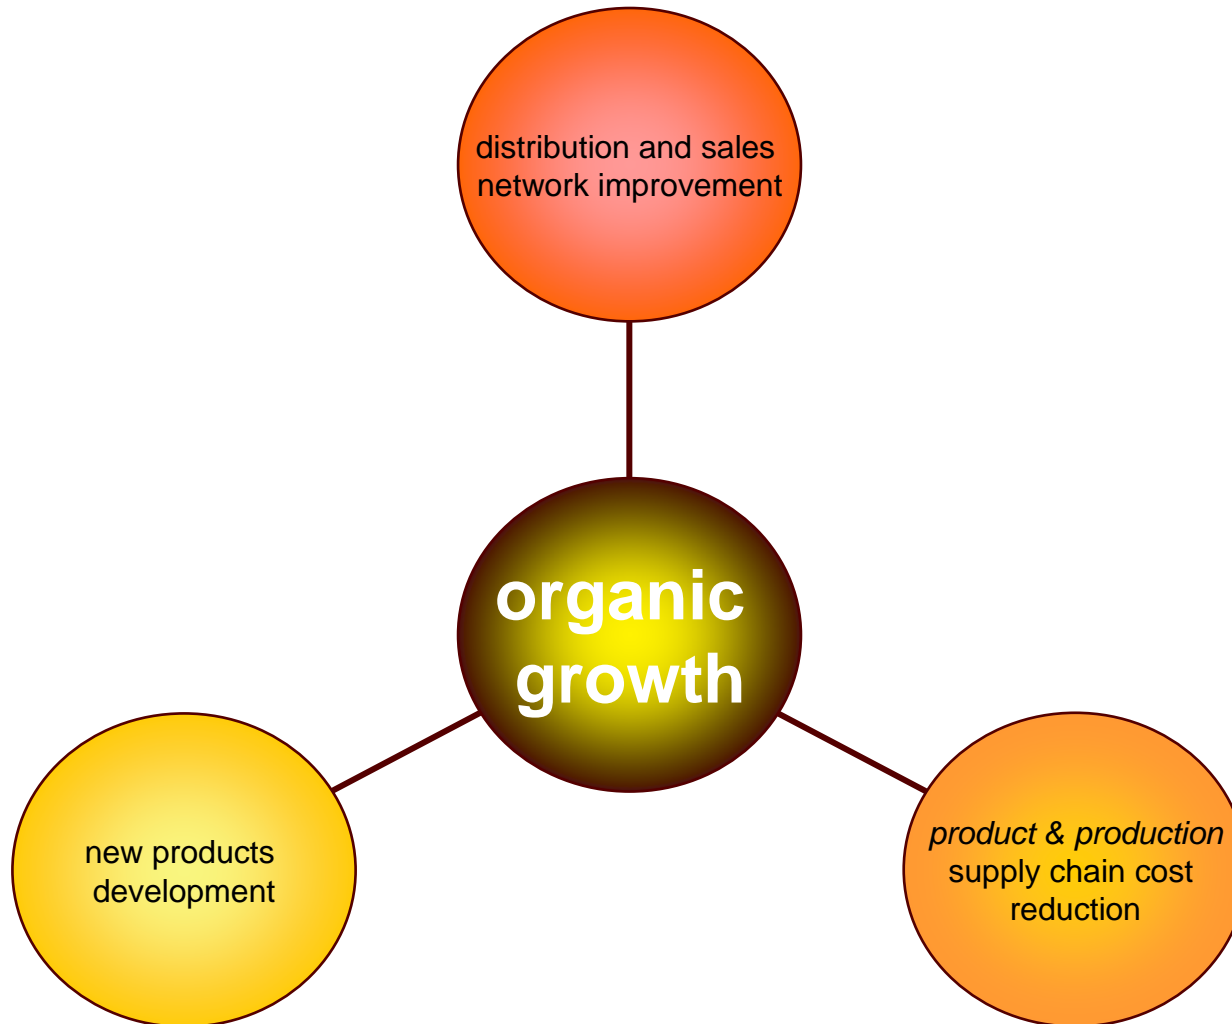 distribution and sales
network improvement
organic
growth
new products
development
product & production
supply chain cost
reduction